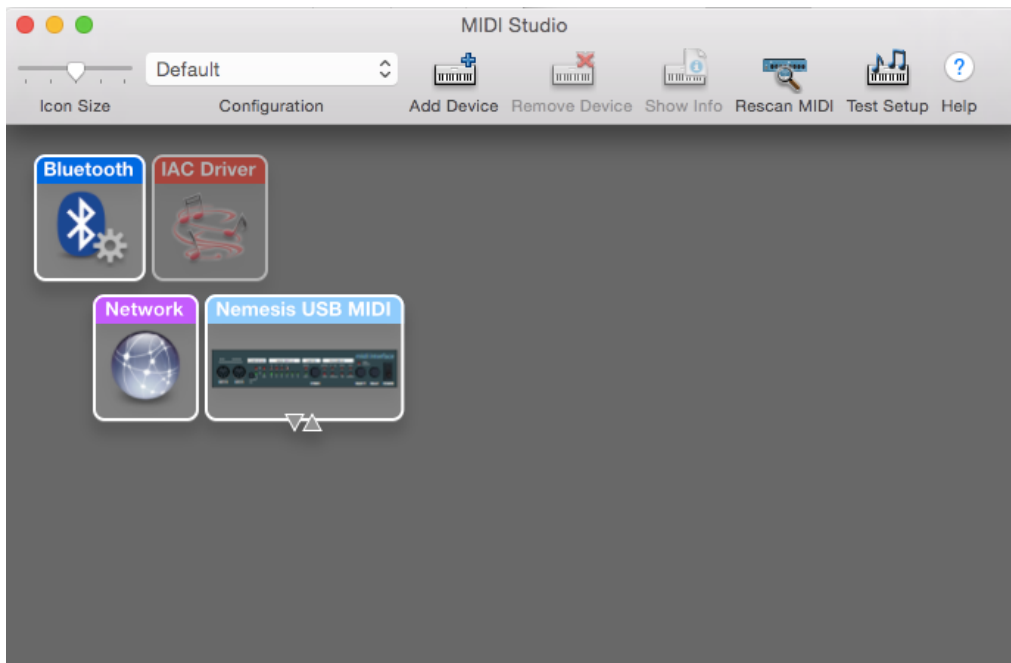 MIDI Studio
Default
Icon Size Configuration Add Device Remove Device Show Info Rescan MIDI Test Setup Help
?
Bluetooth IAC Driver
Network Nemesis USB MIDI